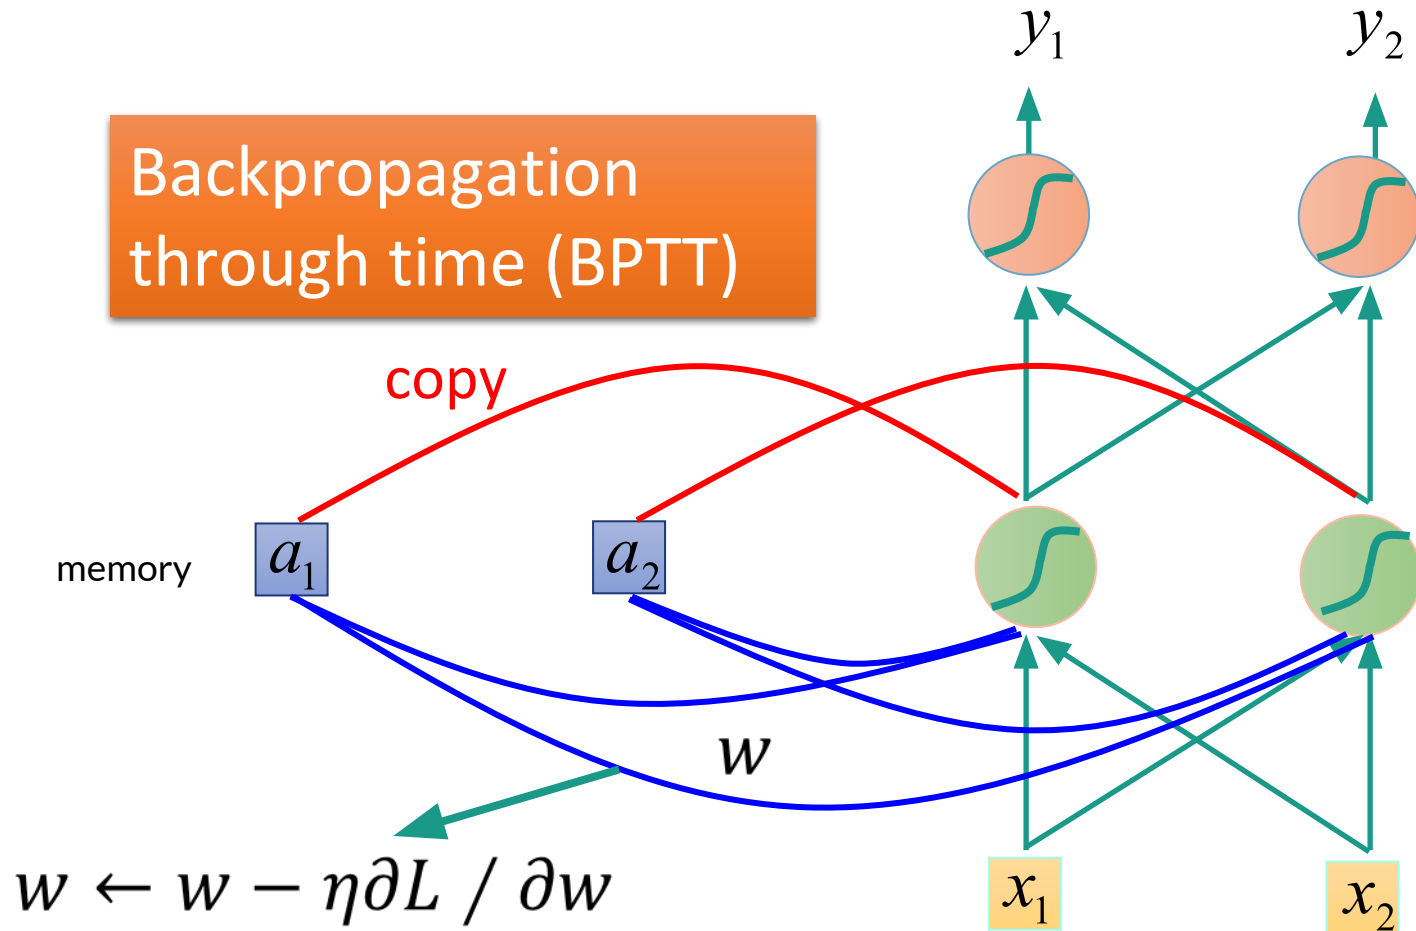 y₁
y₂
Backpropagation
through time (BPTT)
copy
memory
a₁
a₂
w
w ← w − η∂L / ∂w
x₁
x₂